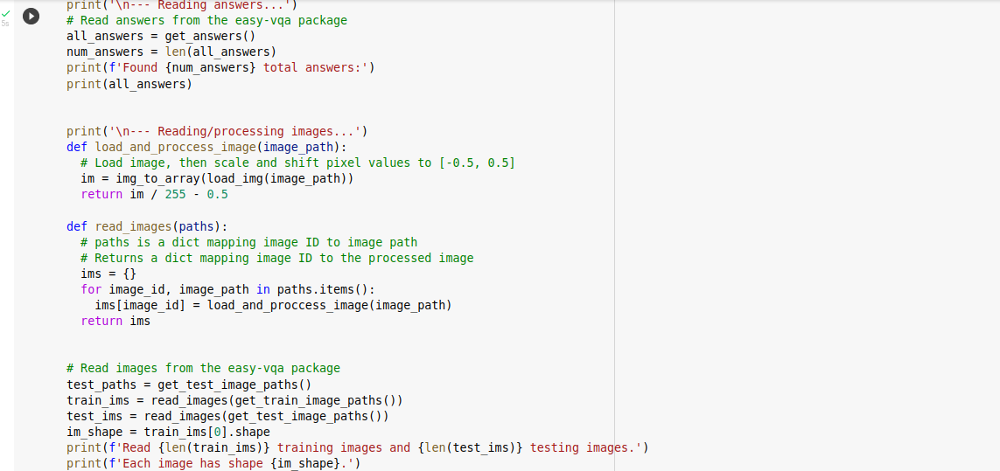 print('\n--- Reading answers...')
5s
# Read answers from the easy-vqa package
all_answers = get_answers()
num_answers = len(all_answers)
print(f'Found {num_answers} total answers:')
print(all_answers)
print('\n--- Reading/processing images...')
def load_and_proccess_image(image_path):
  # Load image, then scale and shift pixel values to [-0.5, 0.5]
  im = img_to_array(load_img(image_path))
  return im / 255 - 0.5
def read_images(paths):
  # paths is a dict mapping image ID to image path
  # Returns a dict mapping image ID to the processed image
  ims = {}
  for image_id, image_path in paths.items():
    ims[image_id] = load_and_proccess_image(image_path)
  return ims
# Read images from the easy-vqa package
test_paths = get_test_image_paths()
train_ims = read_images(get_train_image_paths())
test_ims = read_images(get_test_image_paths())
im_shape = train_ims[0].shape
print(f'Read {len(train_ims)} training images and {len(test_ims)} testing images.')
print(f'Each image has shape {im_shape}.')